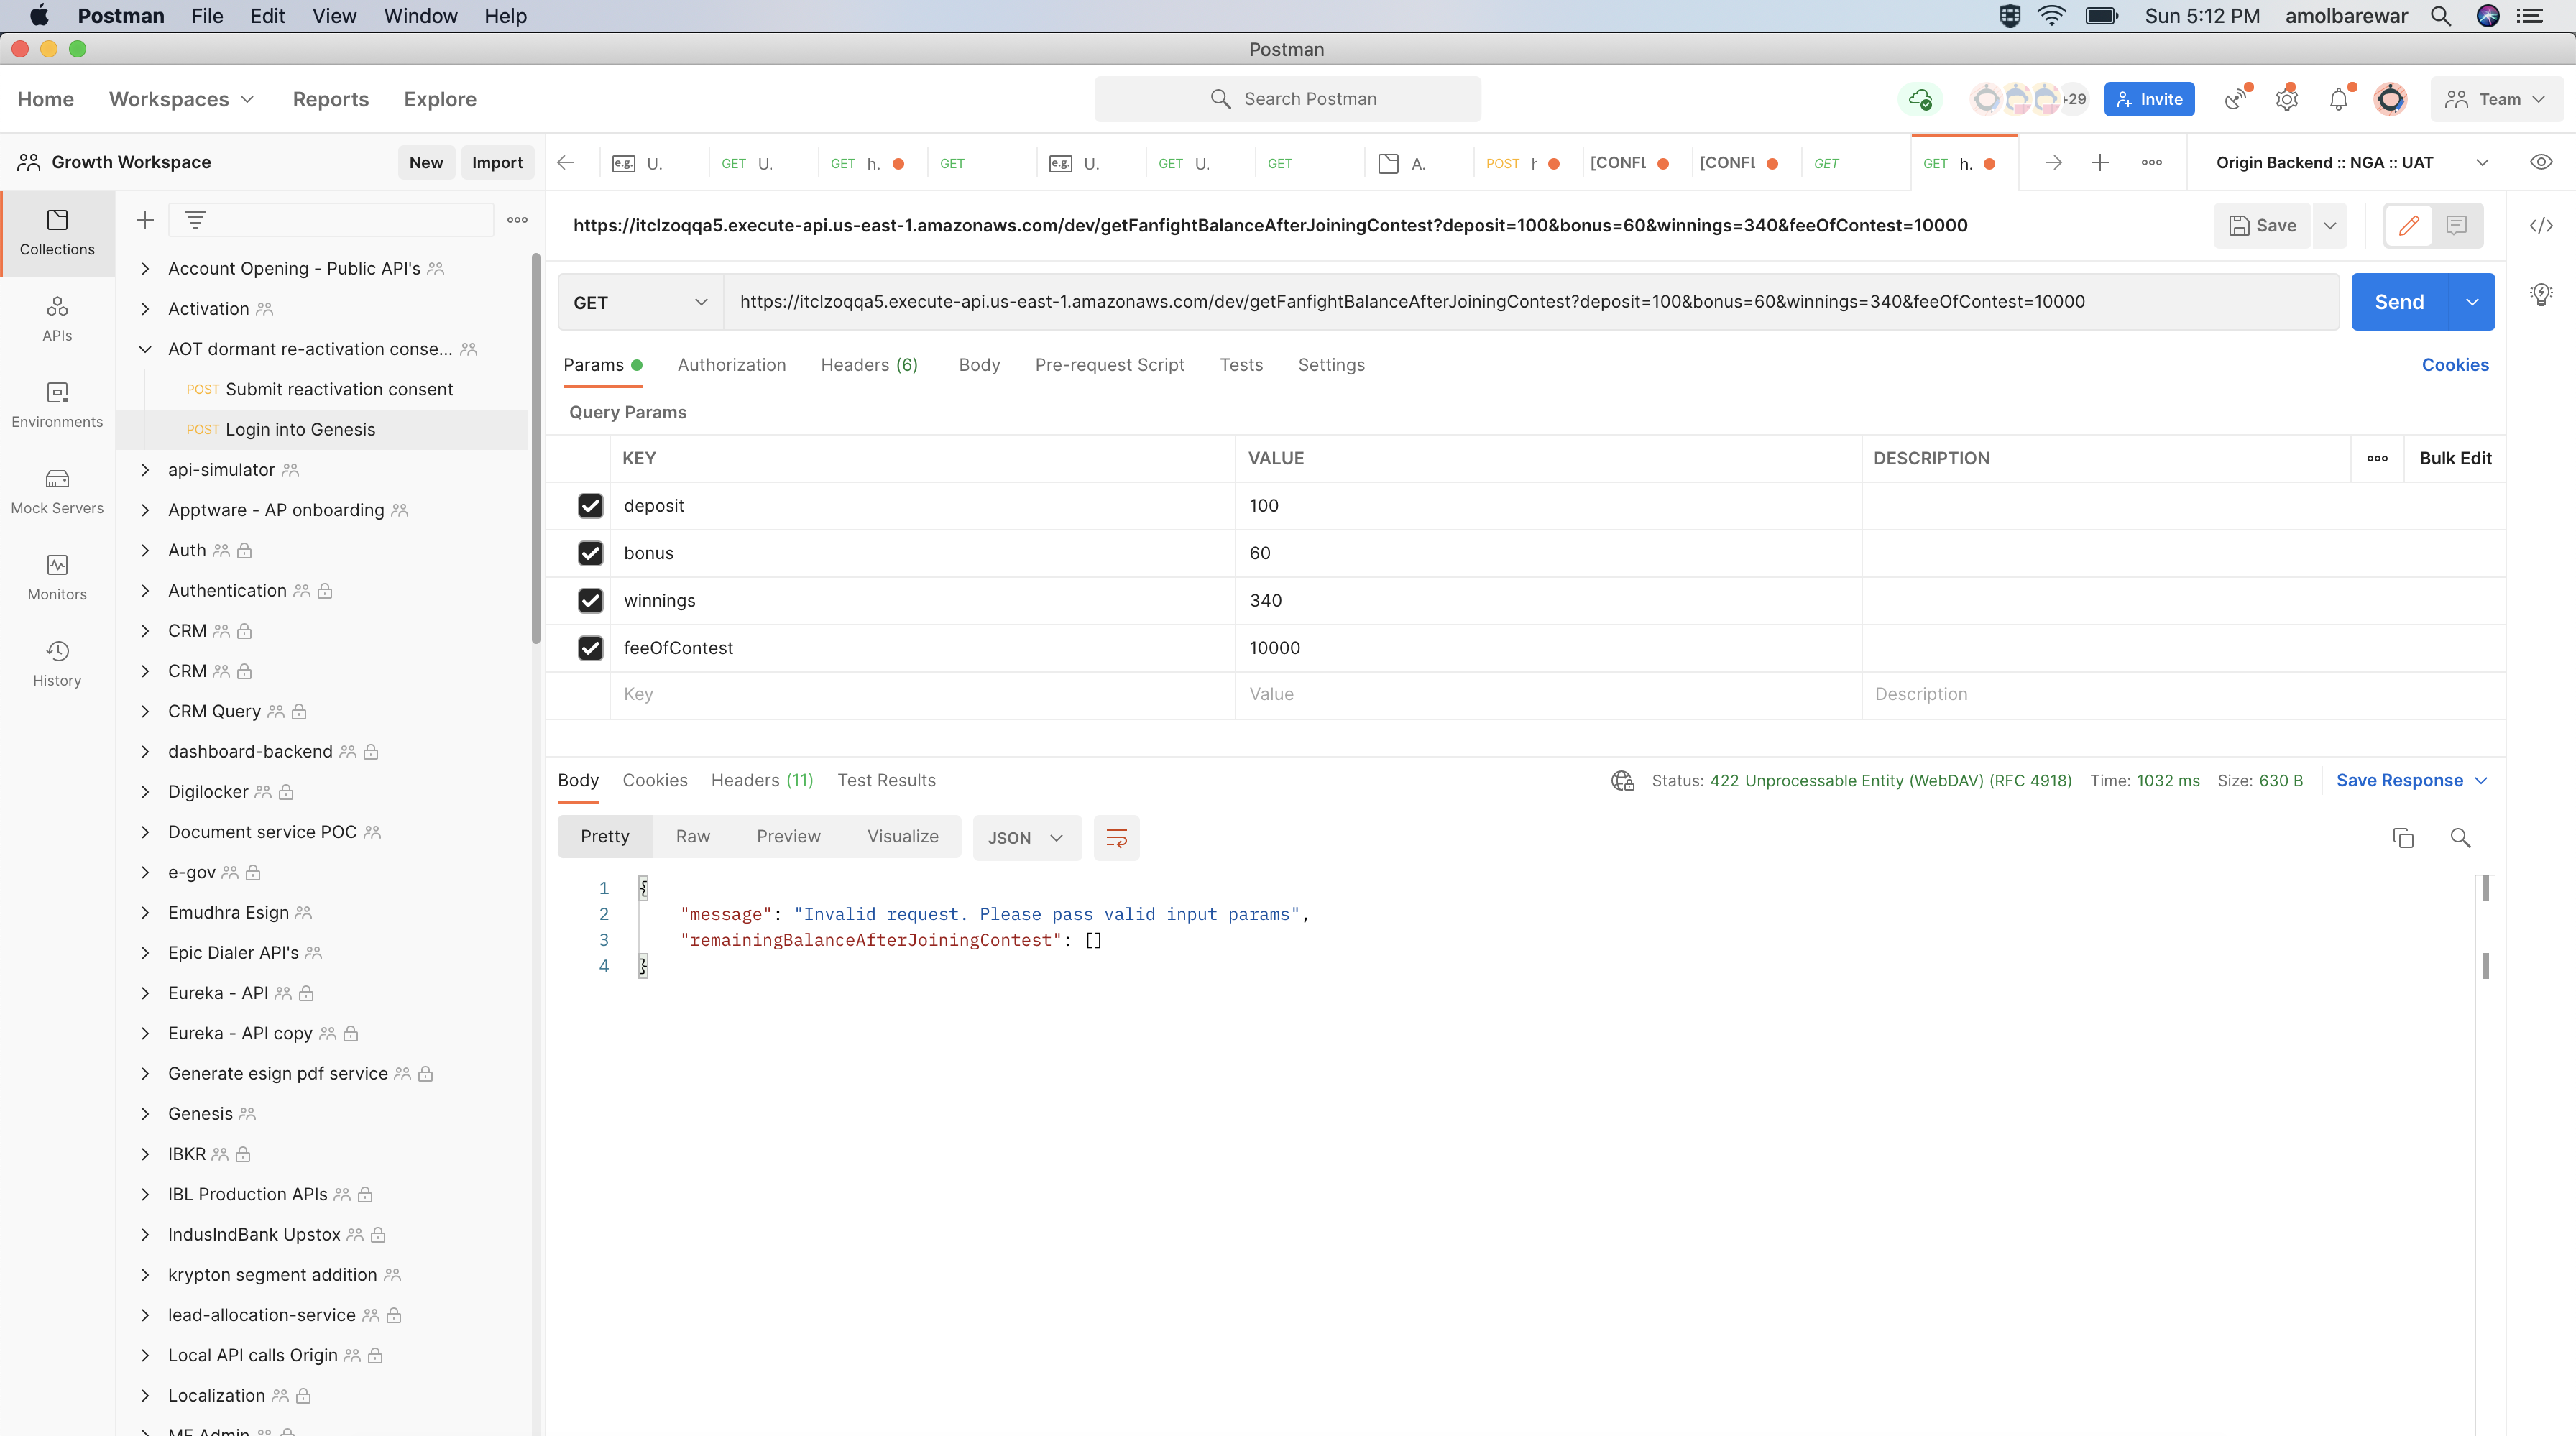 Postman File Edit View Window Help Sun 5:12 PM amolbarewar
Postman
Home Workspaces Reports Explore Search Postman +29 Invite Team
Growth Workspace New Import
e.g. U. GET U. GET h. GET e.g. U. GET U. GET A. POST h [CONFL [CONFL GET GET h. Origin Backend :: NGA :: UAT
Collections
APIs
Environments
Mock Servers
Monitors
History
Account Opening - Public API's
Activation
AOT dormant re-activation conse...
POST Submit reactivation consent
POST Login into Genesis
api-simulator
Apptware - AP onboarding
Auth
Authentication
CRM
CRM
CRM Query
dashboard-backend
Digilocker
Document service POC
e-gov
Emudhra Esign
Epic Dialer API's
Eureka - API
Eureka - API copy
Generate esign pdf service
Genesis
IBKR
IBL Production APIs
IndusIndBank Upstox
krypton segment addition
lead-allocation-service
Local API calls Origin
Localization
MF Admin
https://itclzoqqa5.execute-api.us-east-1.amazonaws.com/dev/getFanfightBalanceAfterJoiningContest?deposit=100&bonus=60&winnings=340&feeOfContest=10000 Save
GET https://itclzoqqa5.execute-api.us-east-1.amazonaws.com/dev/getFanfightBalanceAfterJoiningContest?deposit=100&bonus=60&winnings=340&feeOfContest=10000 Send
Params Authorization Headers (6) Body Pre-request Script Tests Settings Cookies
Query Params
KEY VALUE DESCRIPTION Bulk Edit
deposit 100
bonus 60
winnings 340
feeOfContest 10000
Key Value Description
Body Cookies Headers (11) Test Results Status: 422 Unprocessable Entity (WebDAV) (RFC 4918) Time: 1032 ms Size: 630 B Save Response
Pretty Raw Preview Visualize JSON
1 {
2 "message": "Invalid request. Please pass valid input params",
3 "remainingBalanceAfterJoiningContest": []
4 }